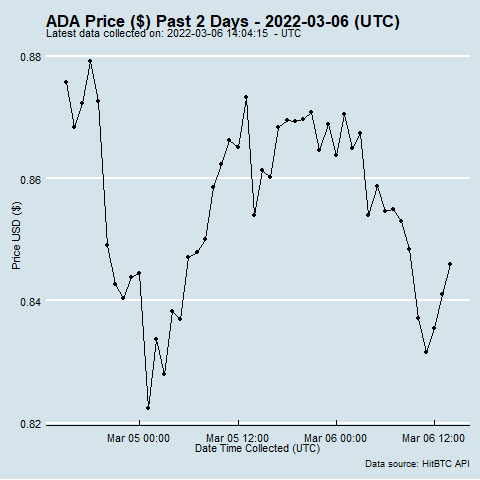 ADA Price ($) Past 2 Days - 2022-03-06 (UTC)
Latest data collected on: 2022-03-06 14:04:15 - UTC
0.88
0.86
0.84
0.82
Price USD ($)
Mar 05 00:00
Mar 05 12:00
Mar 06 00:00
Mar 06 12:00
Date Time Collected (UTC)
Data source: HitBTC API